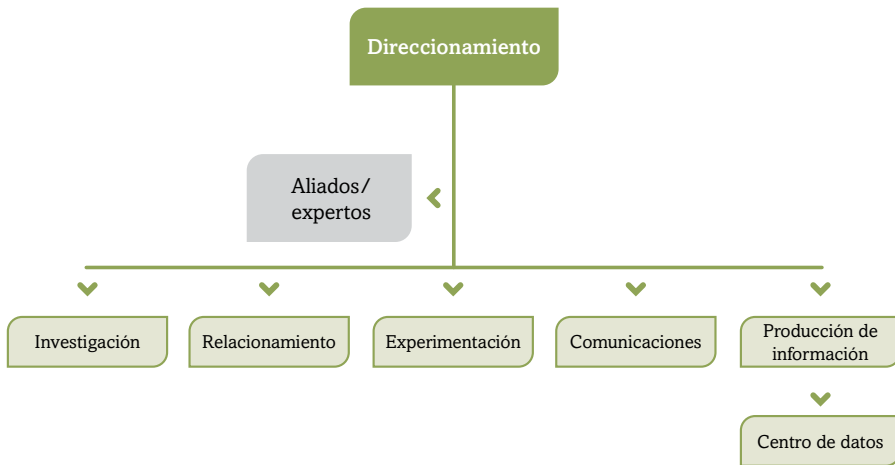 Direccionamiento
Aliados/
expertos
Investigación
Relacionamiento
Experimentación
Comunicaciones
Producción de
información
Centro de datos